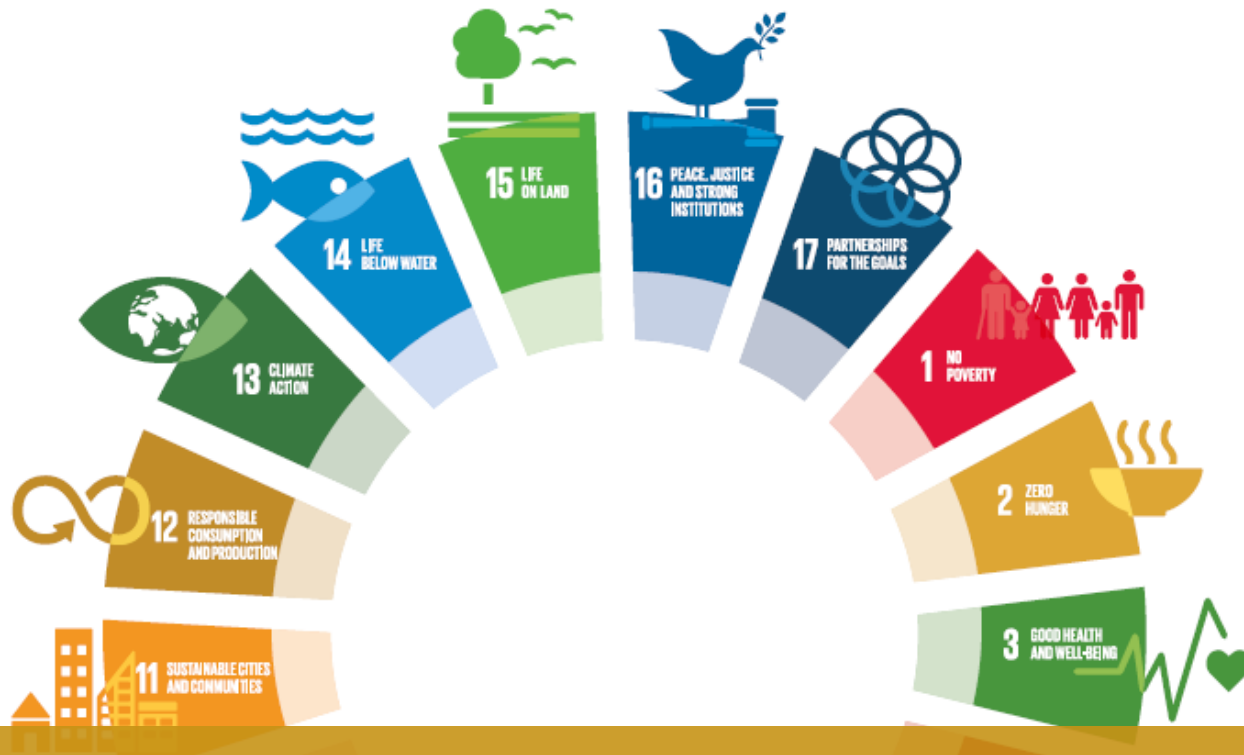 15 LIFE
ON LAND
16 PEACE, JUSTICE
AND STRONG
INSTITUTIONS
14 LIFE
BELOW WATER
17 PARTNERSHIPS
FOR THE GOALS
13 CLIMATE
ACTION
1 NO
POVERTY
12 RESPONSIBLE
CONSUMPTION
AND PRODUCTION
2 ZERO
HUNGER
11 SUSTAINABLE CITIES
AND COMMUNITIES
3 GOOD HEALTH
AND WELL-BEING